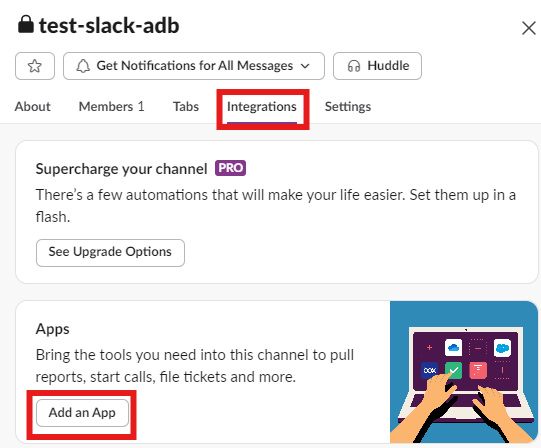 test-slack-adb
Get Notifications for All Messages
Huddle
About Members 1 Tabs Integrations Settings
Supercharge your channel PRO
There's a few automations that will make your life easier. Set them up in a
flash.
See Upgrade Options
Apps
Bring the tools you need into this channel to pull
reports, start calls, file tickets and more.
Add an App